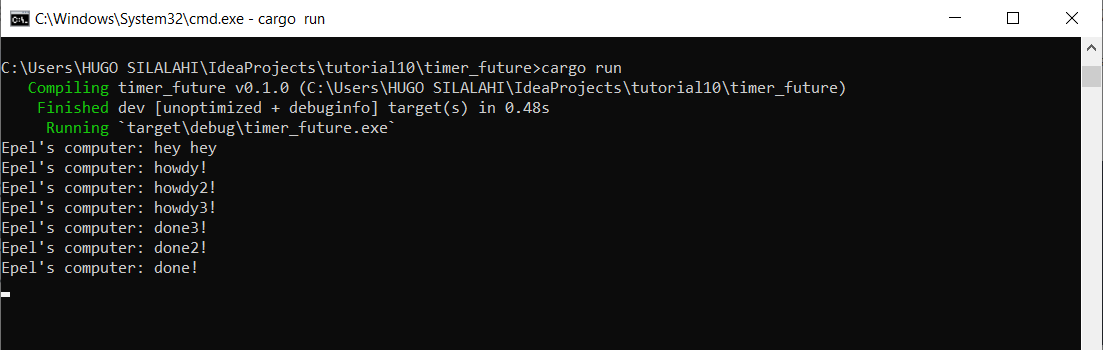 C:\Windows\System32\cmd.exe - cargo  run
C:\Users\HUGO SILALAHI\IdeaProjects\tutorial10\timer_future>cargo run
   Compiling timer_future v0.1.0 (C:\Users\HUGO SILALAHI\IdeaProjects\tutorial10\timer_future)
    Finished dev [unoptimized + debuginfo] target(s) in 0.48s
     Running `target\debug\timer_future.exe`
Epel's computer: hey hey
Epel's computer: howdy!
Epel's computer: howdy2!
Epel's computer: howdy3!
Epel's computer: done3!
Epel's computer: done2!
Epel's computer: done!